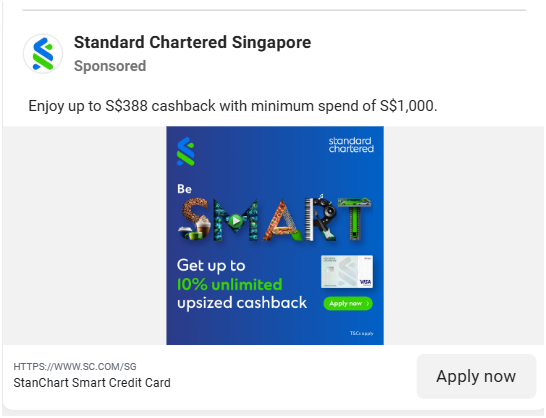 Standard Chartered Singapore
Sponsored
Enjoy up to S$388 cashback with minimum spend of S$1,000.
standard
chartered
Be
SMART
Get up to
10% unlimited
upsized cashback
VISA
Apply now
T&Cs apply
HTTPS://WWW.SC.COM/SG
StanChart Smart Credit Card
Apply now